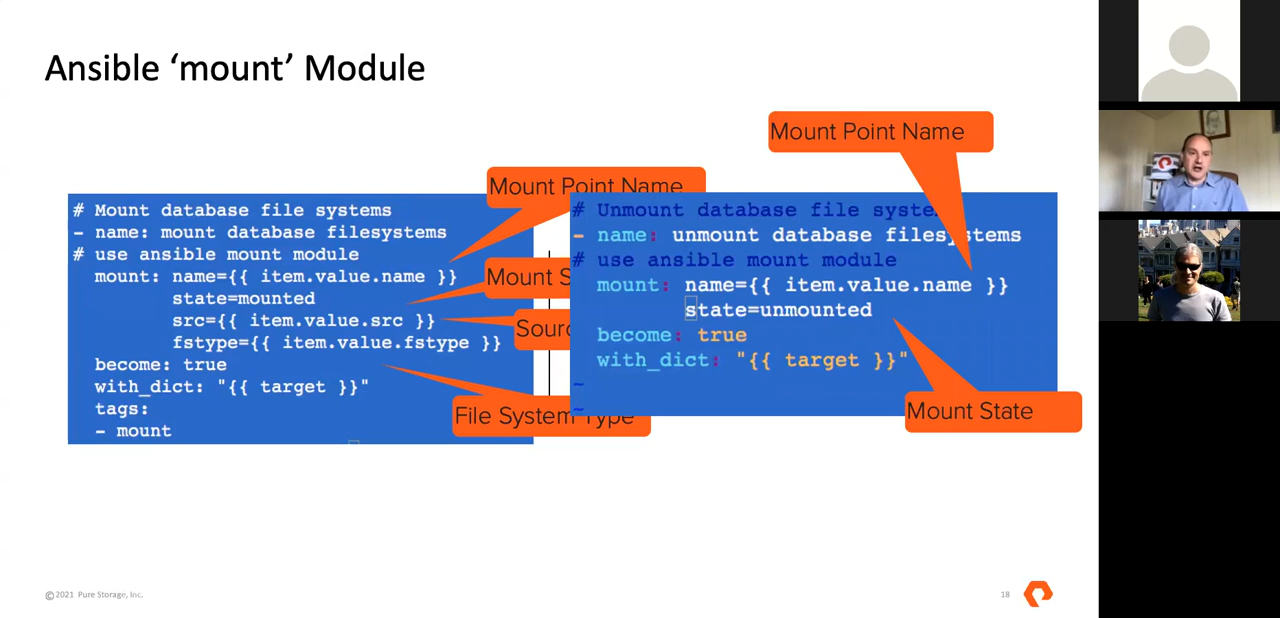 Ansible ‘mount’ Module
Mount Point Name
# Mount database file systems
- name: mount database filesystems
# use ansible mount module
mount: name={{ item.value.name }}
state=mounted
src={{ item.value.src }}
fstype={{ item.value.fstype }}
become: true
with_dict: "{{ target }}"
tags:
- mount
Mount S
Sourc
File System Type
Mount Point Name
# Unmount database file syste
- name: unmount database filesystems
# use ansible mount module
mount: name={{ item.value.name }}
state=unmounted
become: true
with_dict: "{{ target }}"
~
~
Mount State
©2021 Pure Storage, Inc.
18